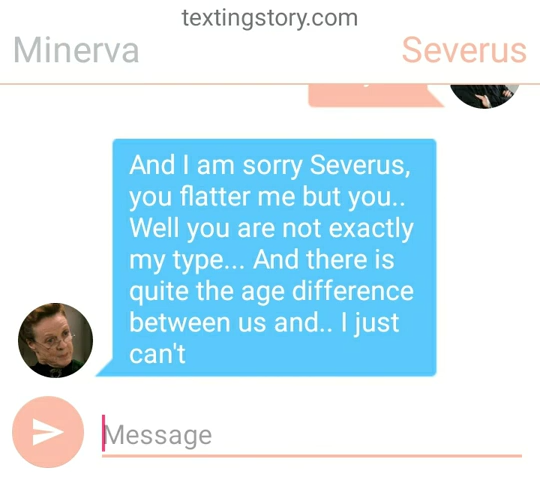 textingstory.com
Minerva
Severus
And I am sorry Severus,
you flatter me but you..
Well you are not exactly
my type... And there is
quite the age difference
between us and.. I just
can't
Message